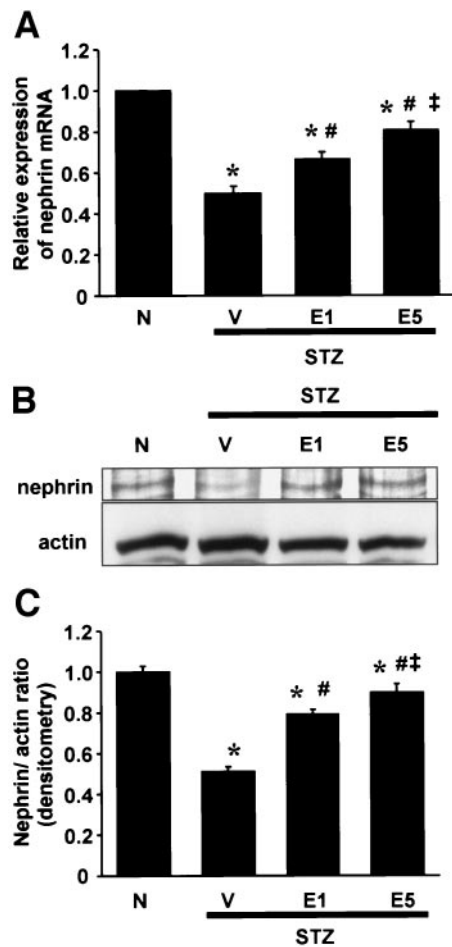 A
Relative expression
of nephrin mRNA
1.2
1.0
0.8
0.6
0.4
0.2
0
*
* #
* # ‡
N V E1 E5
STZ
B
STZ
N V E1 E5
nephrin
actin
C
Nephrin/ actin ratio
(densitometry)
1.2
1.0
0.8
0.6
0.4
0.2
0
*
* #
* #‡
N V E1 E5
STZ